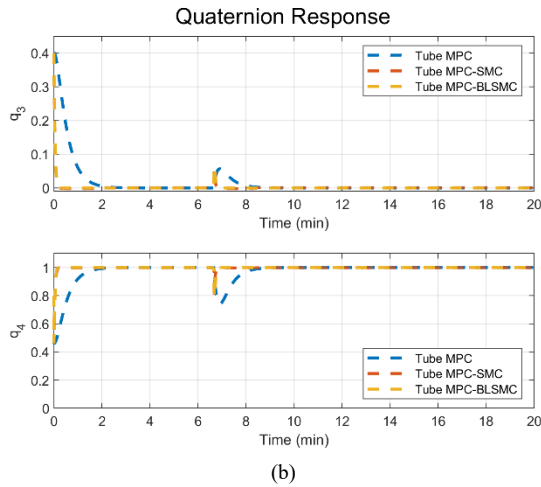 Quaternion Response
0.4
0.3
0.2
0.1
0
q3
Tube MPC
Tube MPC-SMC
Tube MPC-BLSMC
0 2 4 6 8 10 12 14 16 18 20
Time (min)
1
0.8
0.6
0.4
0.2
0
q4
Tube MPC
Tube MPC-SMC
Tube MPC-BLSMC
0 2 4 6 8 10 12 14 16 18 20
Time (min)
(b)